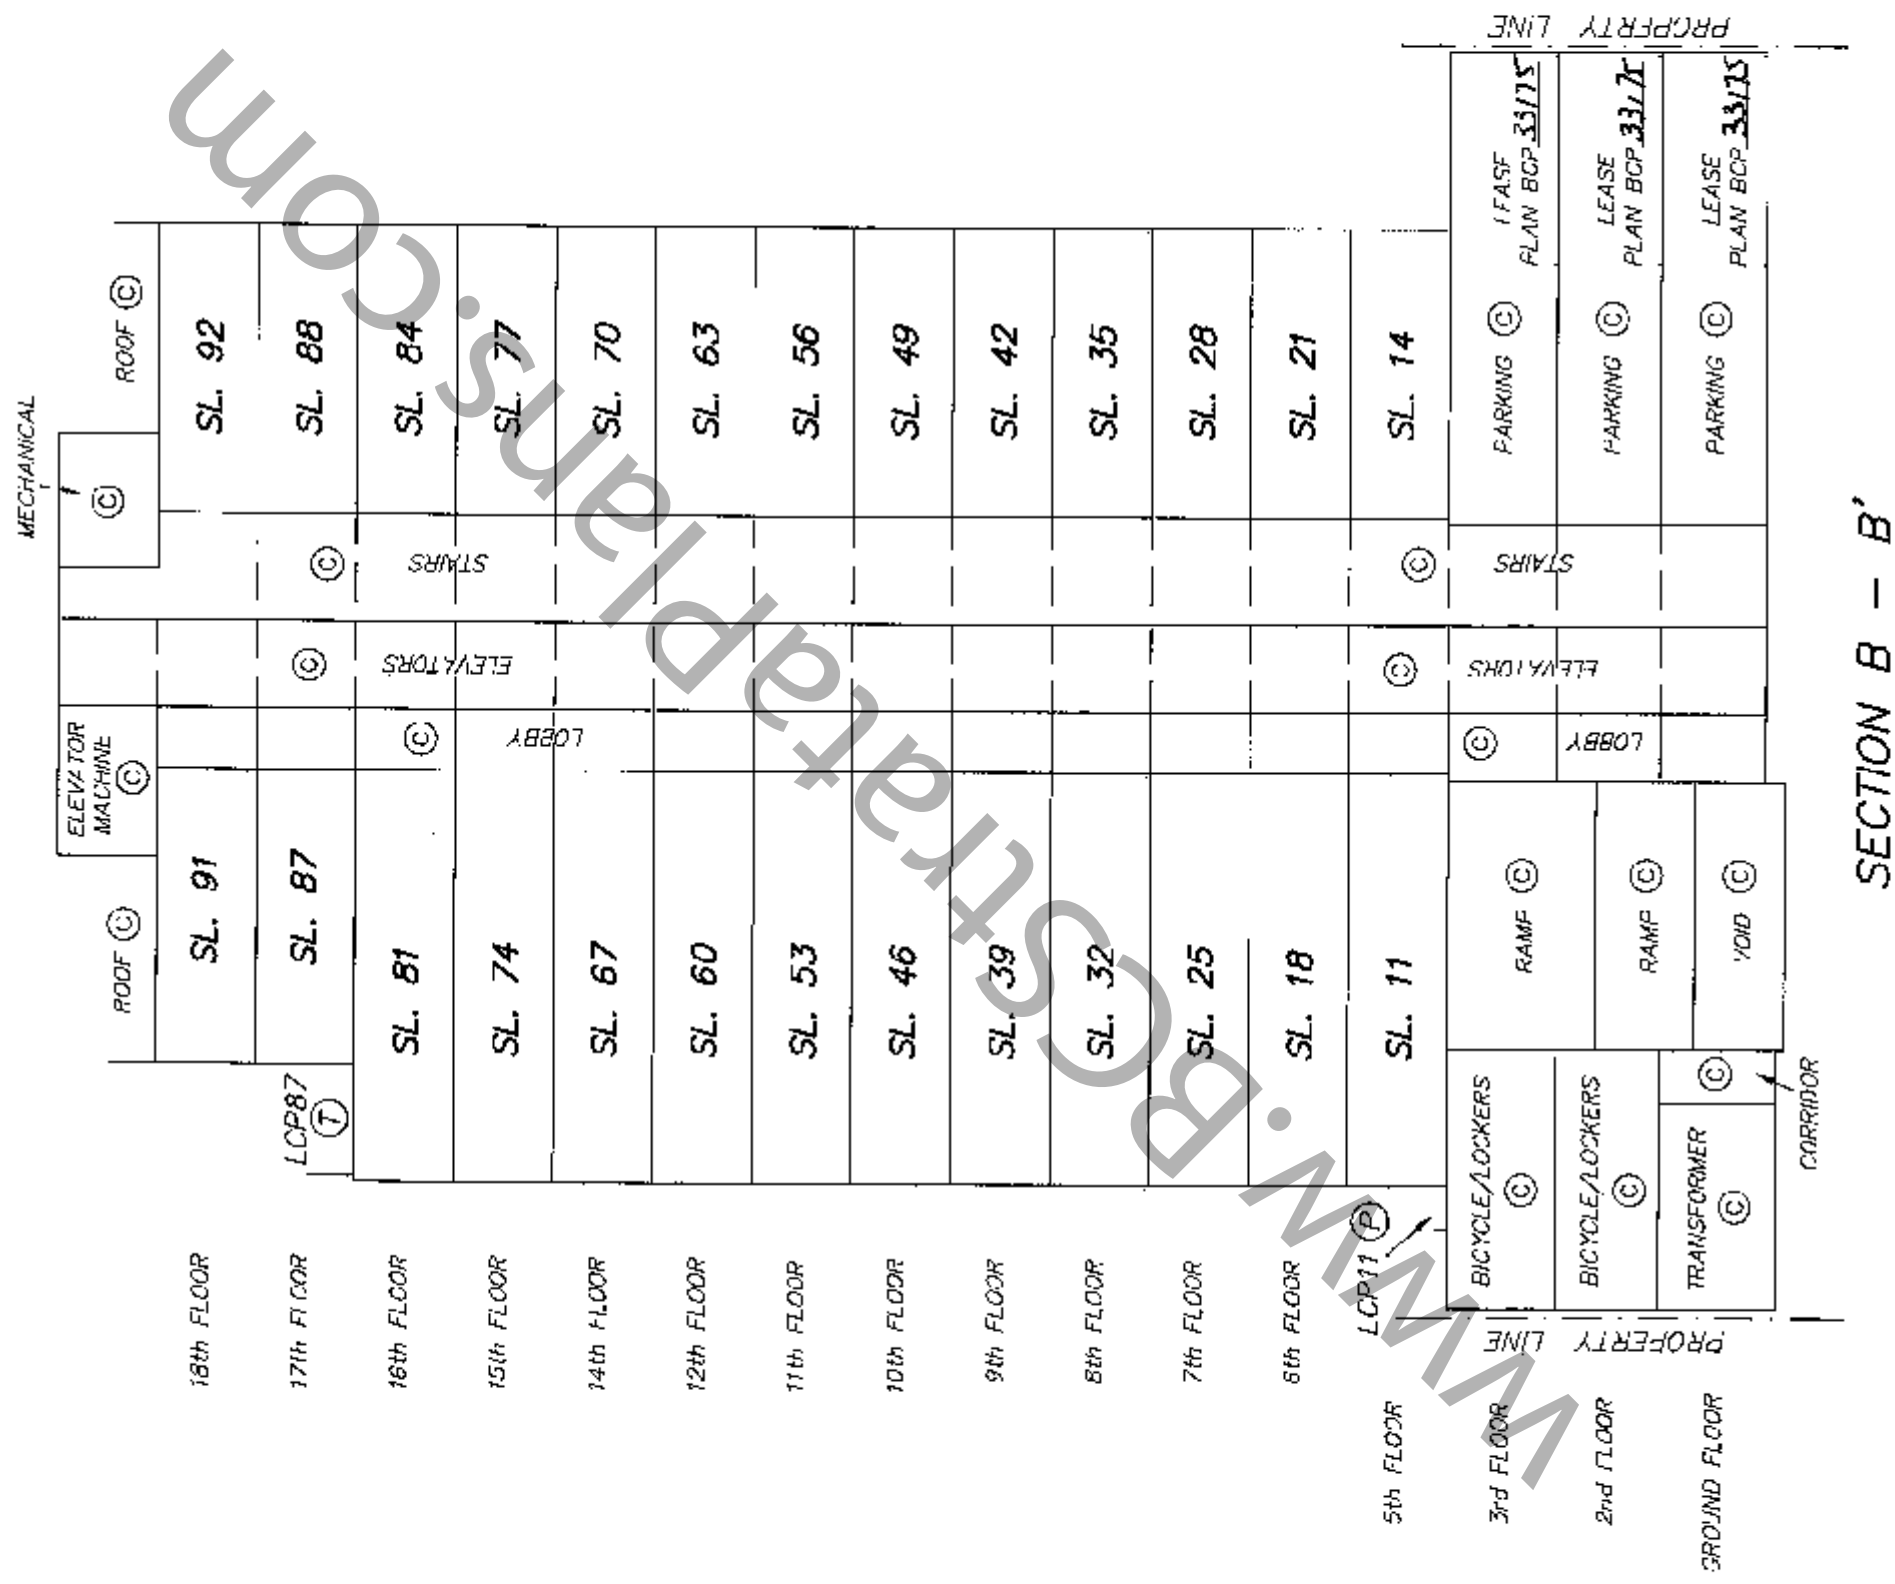 MECHANICAL
©
ROOF ©
ELEVATOR
MACHINE
©
ROOF ©
18th FLOOR
SL. 91
SL. 92
17th FLOOR
LCP87
T
SL. 87
©
ELEVATORS
©
STAIRS
SL. 88
16th FLOOR
SL. 81
©
LOBBY
SL. 84
15th FLOOR
SL. 74
SL. 77
14th FLOOR
SL. 67
SL. 70
12th FLOOR
SL. 60
SL. 63
11th FLOOR
SL. 53
SL. 56
10th FLOOR
SL. 46
SL. 49
9th FLOOR
SL. 39
SL. 42
8th FLOOR
SL. 32
SL. 35
7th FLOOR
SL. 25
SL. 28
6th FLOOR
SL. 18
SL. 21
5th FLOOR
LCP11 P
SL. 11
©
ELEVATORS
©
STAIRS
SL. 14
3rd FLOOR
PROPERTY LINE
BICYCLE/LOCKERS
©
RAMP ©
©
LOBBY
PARKING ©
LEASE
PLAN BCP 33175
PROPERTY LINE
2nd FLOOR
BICYCLE/LOCKERS
©
RAMP ©
PARKING ©
LEASE
PLAN BCP 33175
GROUND FLOOR
TRANSFORMER
©
©
CORRIDOR
VOID ©
PARKING ©
LEASE
PLAN BCP 33175
SECTION B - B'
www.BCStrataPlans.com